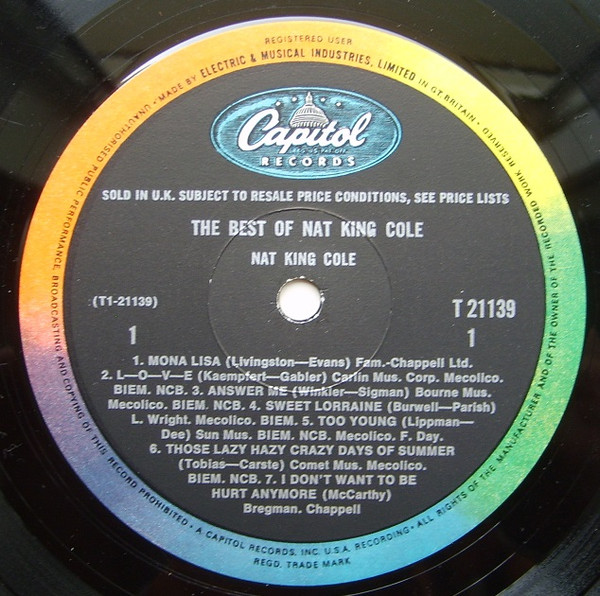 REGISTERED USER
UNAUTHORISED PUBLIC PERFORMANCE, BROADCASTING AND COPYING OF THIS RECORD PROHIBITED • A CAPITOL RECORDS, INC. U.S.A. RECORDING • ALL RIGHTS OF THE MANUFACTURER AND OF THE OWNER OF THE RECORDED WORK RESERVED • MADE BY ELECTRIC & MUSICAL INDUSTRIES, LIMITED IN GT. BRITAIN •
REGD. TRADE MARK
Capitol
RECORDS
SOLD IN U.K. SUBJECT TO RESALE PRICE CONDITIONS, SEE PRICE LISTS
THE BEST OF NAT KING COLE
NAT KING COLE
(T1-21139) T 21139
1 1
1. MONA LISA (Livingston—Evans) Fam.-Chappell Ltd.
2. L—O—V—E (Kaempfert—Gabler) Carlin Mus. Corp. Mecolico.
BIEM. NCB. 3. ANSWER ME (Winkler—Sigman) Bourne Mus.
Mecolico. BIEM. NCB. 4. SWEET LORRAINE (Burwell—Parish)
L. Wright. Mecolico. BIEM. 5. TOO YOUNG (Lippman—
Dee) Sun Mus. BIEM. NCB. Mecolico. F. Day.
6. THOSE LAZY HAZY CRAZY DAYS OF SUMMER
(Tobias—Carste) Comet Mus. Mecolico.
BIEM. NCB. 7. I DON'T WANT TO BE
HURT ANYMORE (McCarthy)
Bregman. Chappell